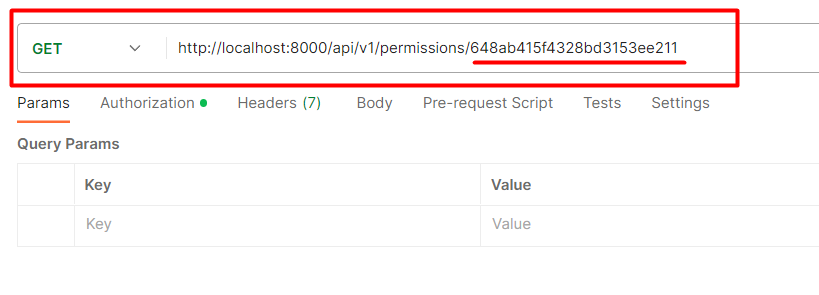 GET http://localhost:8000/api/v1/permissions/648ab415f4328bd3153ee211
Params Authorization Headers (7) Body Pre-request Script Tests Settings
Query Params
Key Value
Key Value